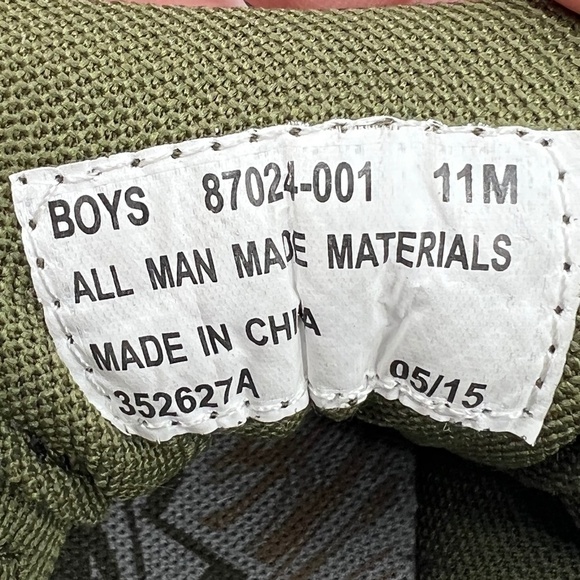 BOYS 87024-001 11M
ALL MAN MADE MATERIALS
MADE IN CHINA
352627A 05/15